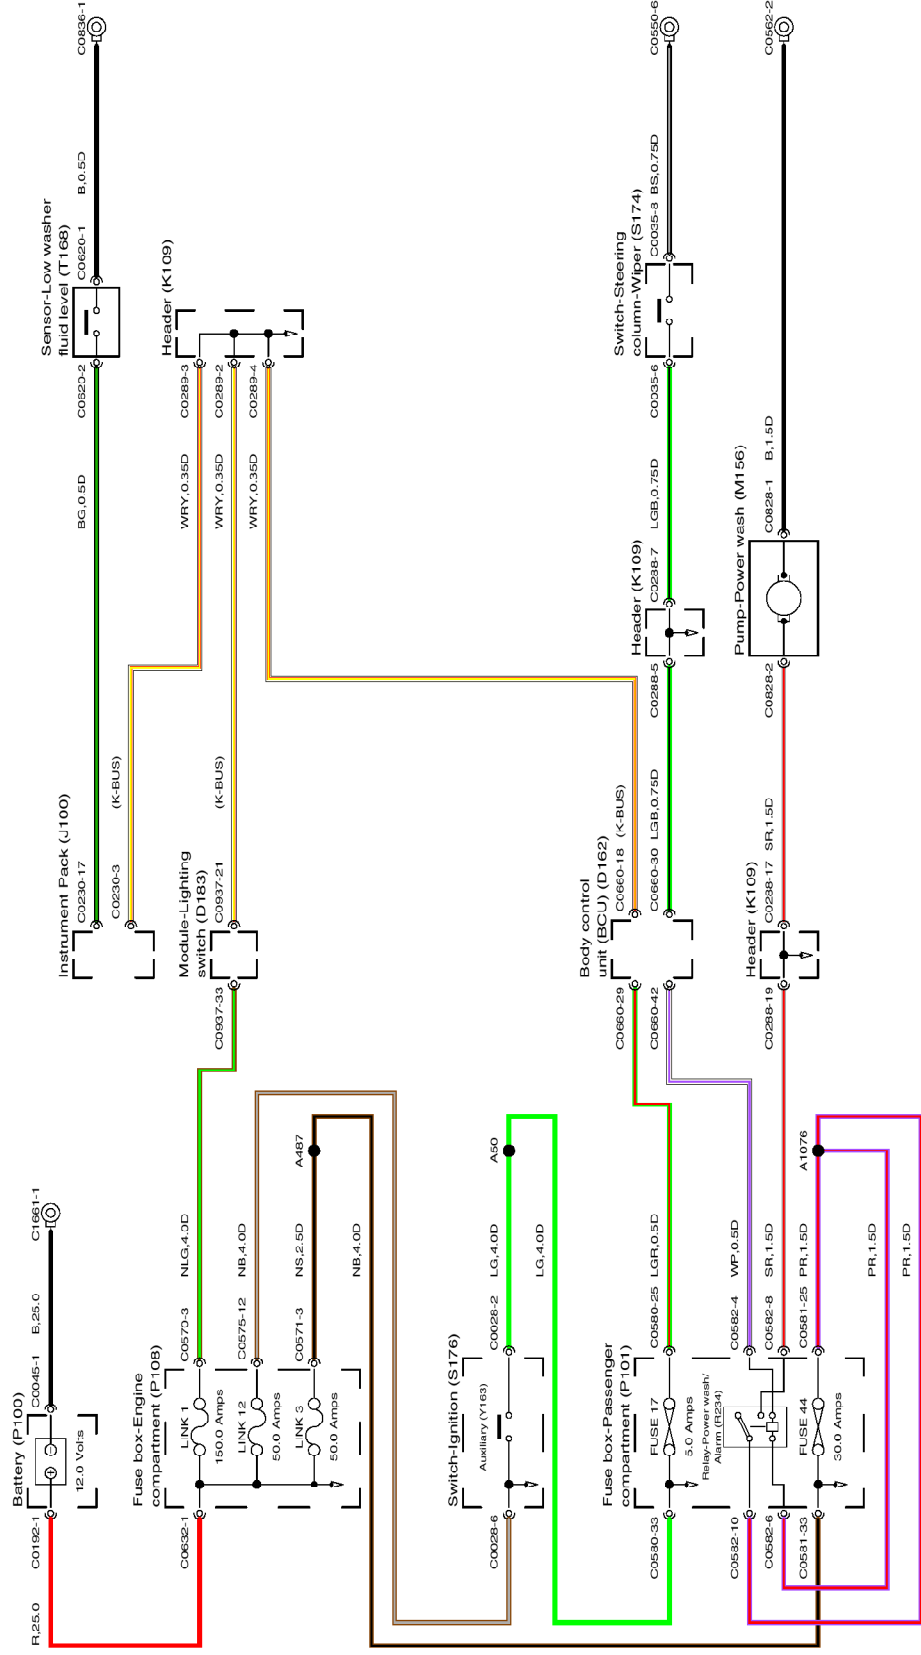 Battery (P100)
C0192-1
R,25.0
12.0 Volts
C0045-1
B,25.0
C1661-1
Fuse box-Engine
compartment (P108)
C0632-1
LINK 1
150.0 Amps
LINK 12
50.0 Amps
LINK 3
50.0 Amps
C0570-3
NLG,4.0D
C0575-12
NB,4.0D
C0571-3
NS,2.5D
A487
NB,4.0D
Switch-Ignition (S176)
Auxiliary (Y163)
C0028-6
C0028-2
LG,4.0D
A50
LG,4.0D
Fuse box-Passenger
compartment (P101)
FUSE 17
5.0 Amps
Relay-Power wash/
Alarm (R234)
FUSE 44
30.0 Amps
C0580-33
C0582-10
C0582-6
C0581-33
C0580-25
LGR,0.5D
C0582-4
WP,0.5D
C0582-8
SR,1.5D
C0581-25
PR,1.5D
A1076
PR,1.5D
PR,1.5D
Instrument Pack (J100)
C0230-17
C0230-3
(K-BUS)
Module-Lighting
switch (D183)
C0937-33
C0937-21
(K-BUS)
Body control
unit (BCU) (D162)
C0660-29
C0660-42
C0660-18
(K-BUS)
C0660-30
LGB,0.75D
Header (K109)
C0288-19
C0288-17
SR,1.5D
Sensor-Low washer
fluid level (T168)
BG,0.5D
C0620-2
C0620-1
B,0.5D
C0836-1
Header (K109)
WRY,0.35D
C0289-3
WRY,0.35D
C0289-2
WRY,0.35D
C0289-4
Header (K109)
C0288-5
C0288-7
LGB,0.75D
Switch-Steering
column-Wiper (S174)
C0035-6
C0035-8
BS,0.75D
C0550-6
Pump-Power wash (M156)
C0828-2
C0828-1
B,1.5D
C0562-2